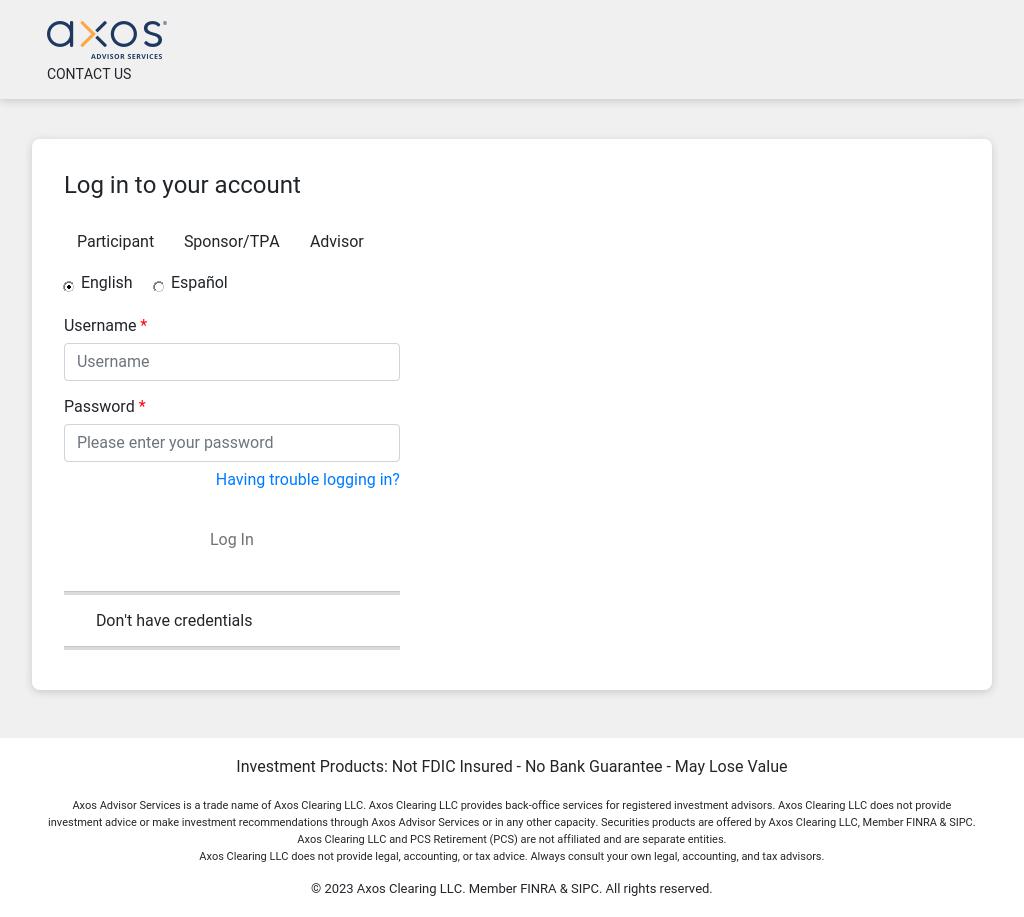 axos®
ADVISOR SERVICES
CONTACT US
Log in to your account
Participant Sponsor/TPA Advisor
English Español
Username *
Username
Password *
Please enter your password
Having trouble logging in?
Log In
Don't have credentials
Investment Products: Not FDIC Insured - No Bank Guarantee - May Lose Value
Axos Advisor Services is a trade name of Axos Clearing LLC. Axos Clearing LLC provides back-office services for registered investment advisors. Axos Clearing LLC does not provide
investment advice or make investment recommendations through Axos Advisor Services or in any other capacity. Securities products are offered by Axos Clearing LLC, Member FINRA & SIPC.
Axos Clearing LLC and PCS Retirement (PCS) are not affiliated and are separate entities.
Axos Clearing LLC does not provide legal, accounting, or tax advice. Always consult your own legal, accounting, and tax advisors.
© 2023 Axos Clearing LLC. Member FINRA & SIPC. All rights reserved.